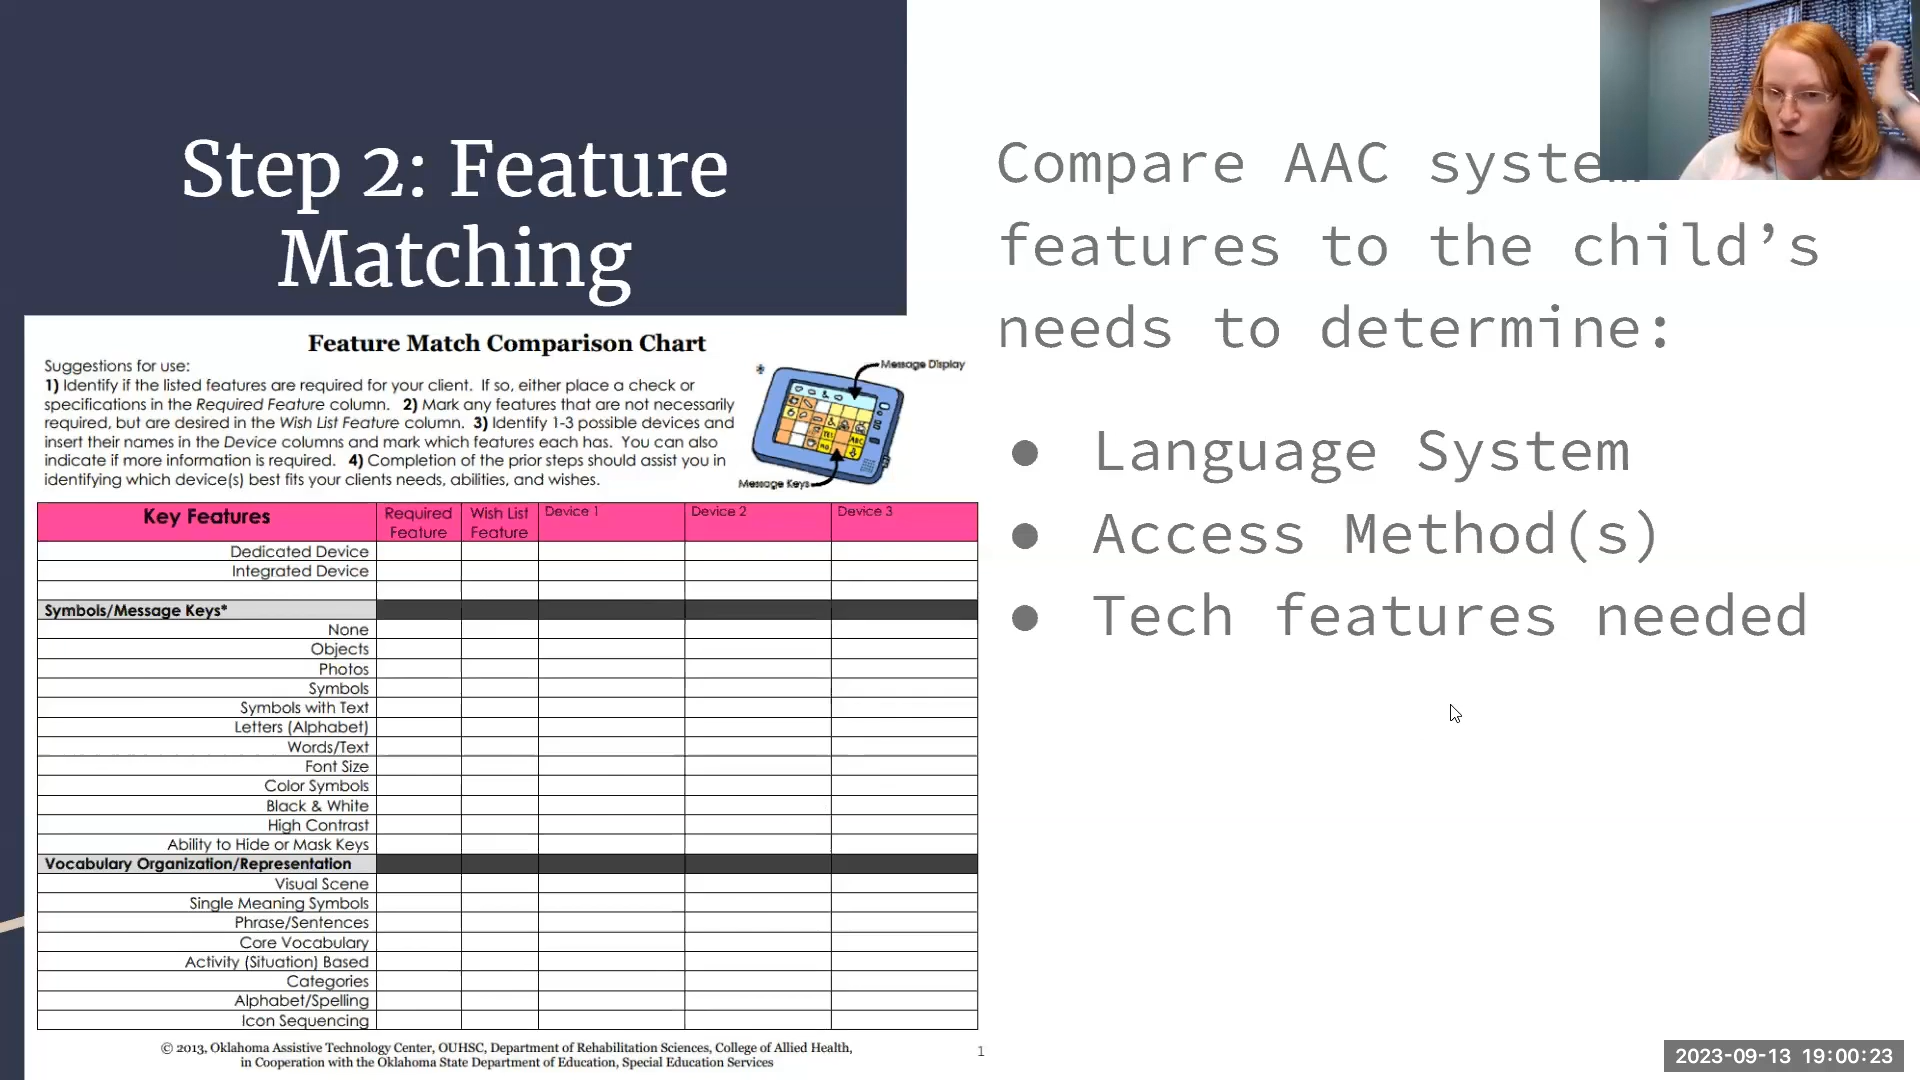 Step 2: Feature
Matching
Compare AAC system
features to the child's
needs to determine:
● Language System
● Access Method(s)
● Tech features needed
Feature Match Comparison Chart
Suggestions for use:
1) Identify if the listed features are required for your client. If so, either place a check or
specifications in the Required Feature column. 2) Mark any features that are not necessarily
required, but are desired in the Wish List Feature column. 3) Identify 1-3 possible devices and
insert their names in the Device columns and mark which features each has. You can also
indicate if more information is required. 4) Completion of the prior steps should assist you in
identifying which device(s) best fits your clients needs, abilities, and wishes.
*
Message Display
Message Keys
Key Features Required Feature Wish List Feature Device 1 Device 2 Device 3
Dedicated Device
Integrated Device
Symbols/Message Keys*
None
Objects
Photos
Symbols
Symbols with Text
Letters (Alphabet)
Words/Text
Font Size
Color Symbols
Black & White
High Contrast
Ability to Hide or Mask Keys
Vocabulary Organization/Representation
Visual Scene
Single Meaning Symbols
Phrase/Sentences
Core Vocabulary
Activity (Situation) Based
Categories
Alphabet/Spelling
Icon Sequencing
© 2013, Oklahoma Assistive Technology Center, OUHSC, Department of Rehabilitation Sciences, College of Allied Health,
in Cooperation with the Oklahoma State Department of Education, Special Education Services
1
2023-09-13 19:00:23